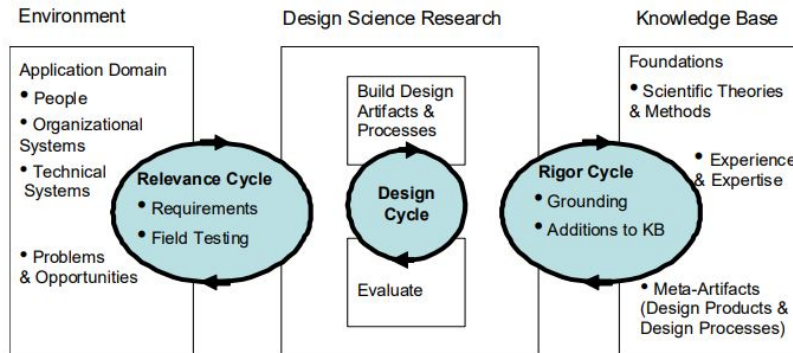 Environment
Design Science Research
Knowledge Base
Application Domain
• People
• Organizational
Systems
• Technical
Systems
• Problems
& Opportunities
Relevance Cycle
• Requirements
• Field Testing
Build Design
Artifacts &
Processes
Design
Cycle
Evaluate
Rigor Cycle
• Grounding
• Additions to KB
Foundations
• Scientific Theories
& Methods
• Experience
& Expertise
• Meta-Artifacts
(Design Products &
Design Processes)